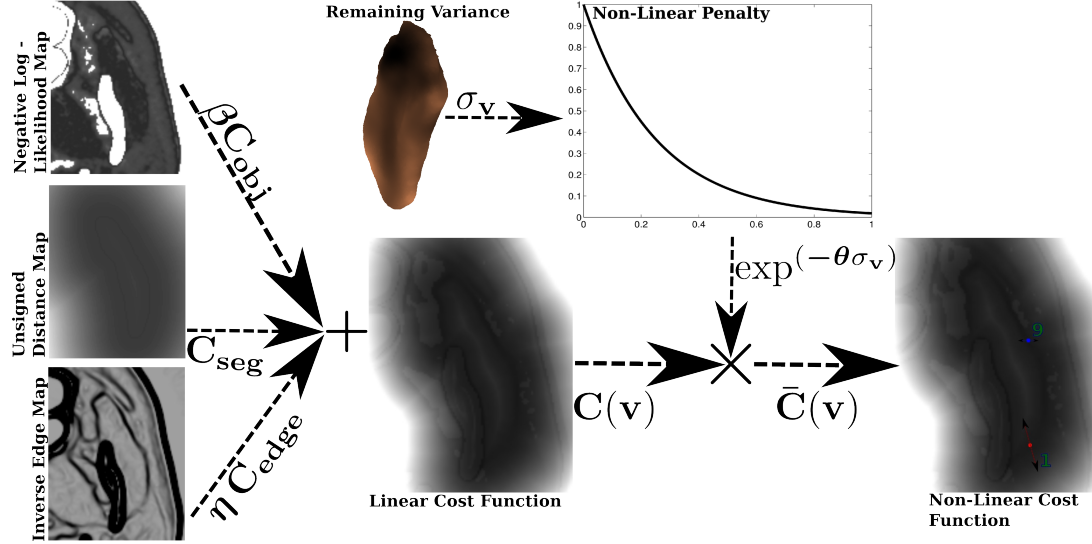 Negative Log -
Likelihood Map
βC_obj
Remaining Variance
σ_v
Non-Linear Penalty
1
0.9
0.8
0.7
0.6
0.5
0.4
0.3
0.2
0.1
0
0 0.2 0.4 0.6 0.8 1
exp^(-θσ_v)
Unsigned
Distance Map
C_seg
+
C(v)
×
C̄(v)
9
1
Inverse Edge Map
ηC_edge
Linear Cost Function
Non-Linear Cost
Function